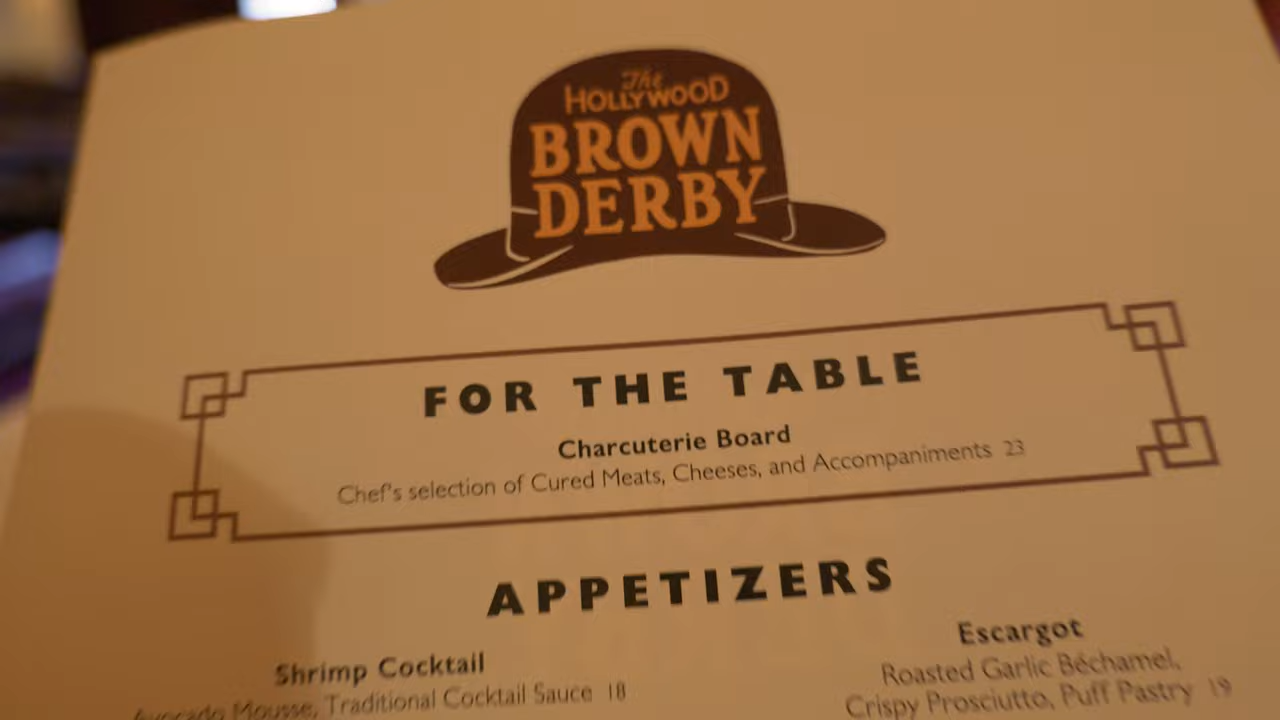 The
HOLLYWOOD
BROWN
DERBY
FOR THE TABLE
Charcuterie Board
Chef's selection of Cured Meats, Cheeses, and Accompaniments 23
APPETIZERS
Shrimp Cocktail
Avocado Mousse, Traditional Cocktail Sauce 18
Escargot
Roasted Garlic Béchamel,
Crispy Prosciutto, Puff Pastry 19